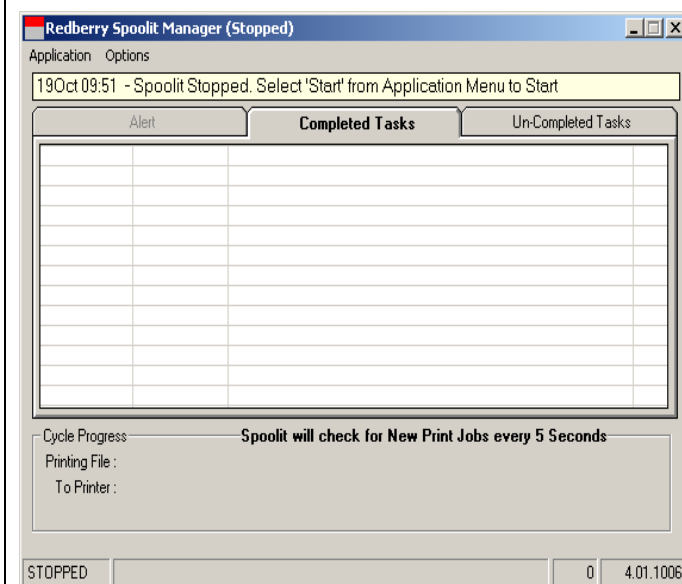 Redberry Spoolit Manager (Stopped)
Application Options
19Oct 09:51 - Spoolit Stopped. Select 'Start' from Application Menu to Start
Alert Completed Tasks Un-Completed Tasks
Cycle Progress Spoolit will check for New Print Jobs every 5 Seconds
Printing File :
To Printer :
STOPPED 0 4.01.1006